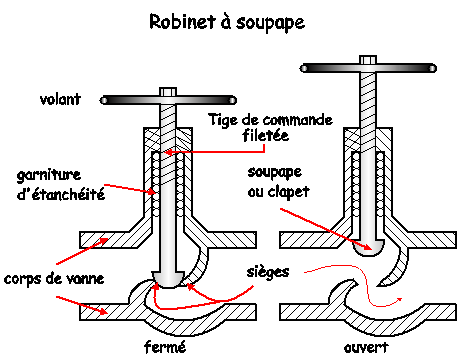 Robinet à soupape
volant
Tige de commande
filetée
garniture
d'étanchéité
soupape
ou clapet
corps de vanne
sièges
fermé
ouvert